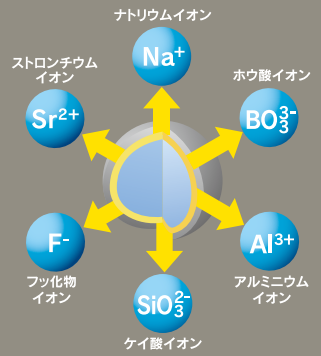 ナトリウムイオン
Na⁺
ストロンチウム
イオン
Sr²⁺
ホウ酸イオン
BO₃³⁻
F⁻
フッ化物
イオン
Al³⁺
アルミニウム
イオン
SiO₃²⁻
ケイ酸イオン